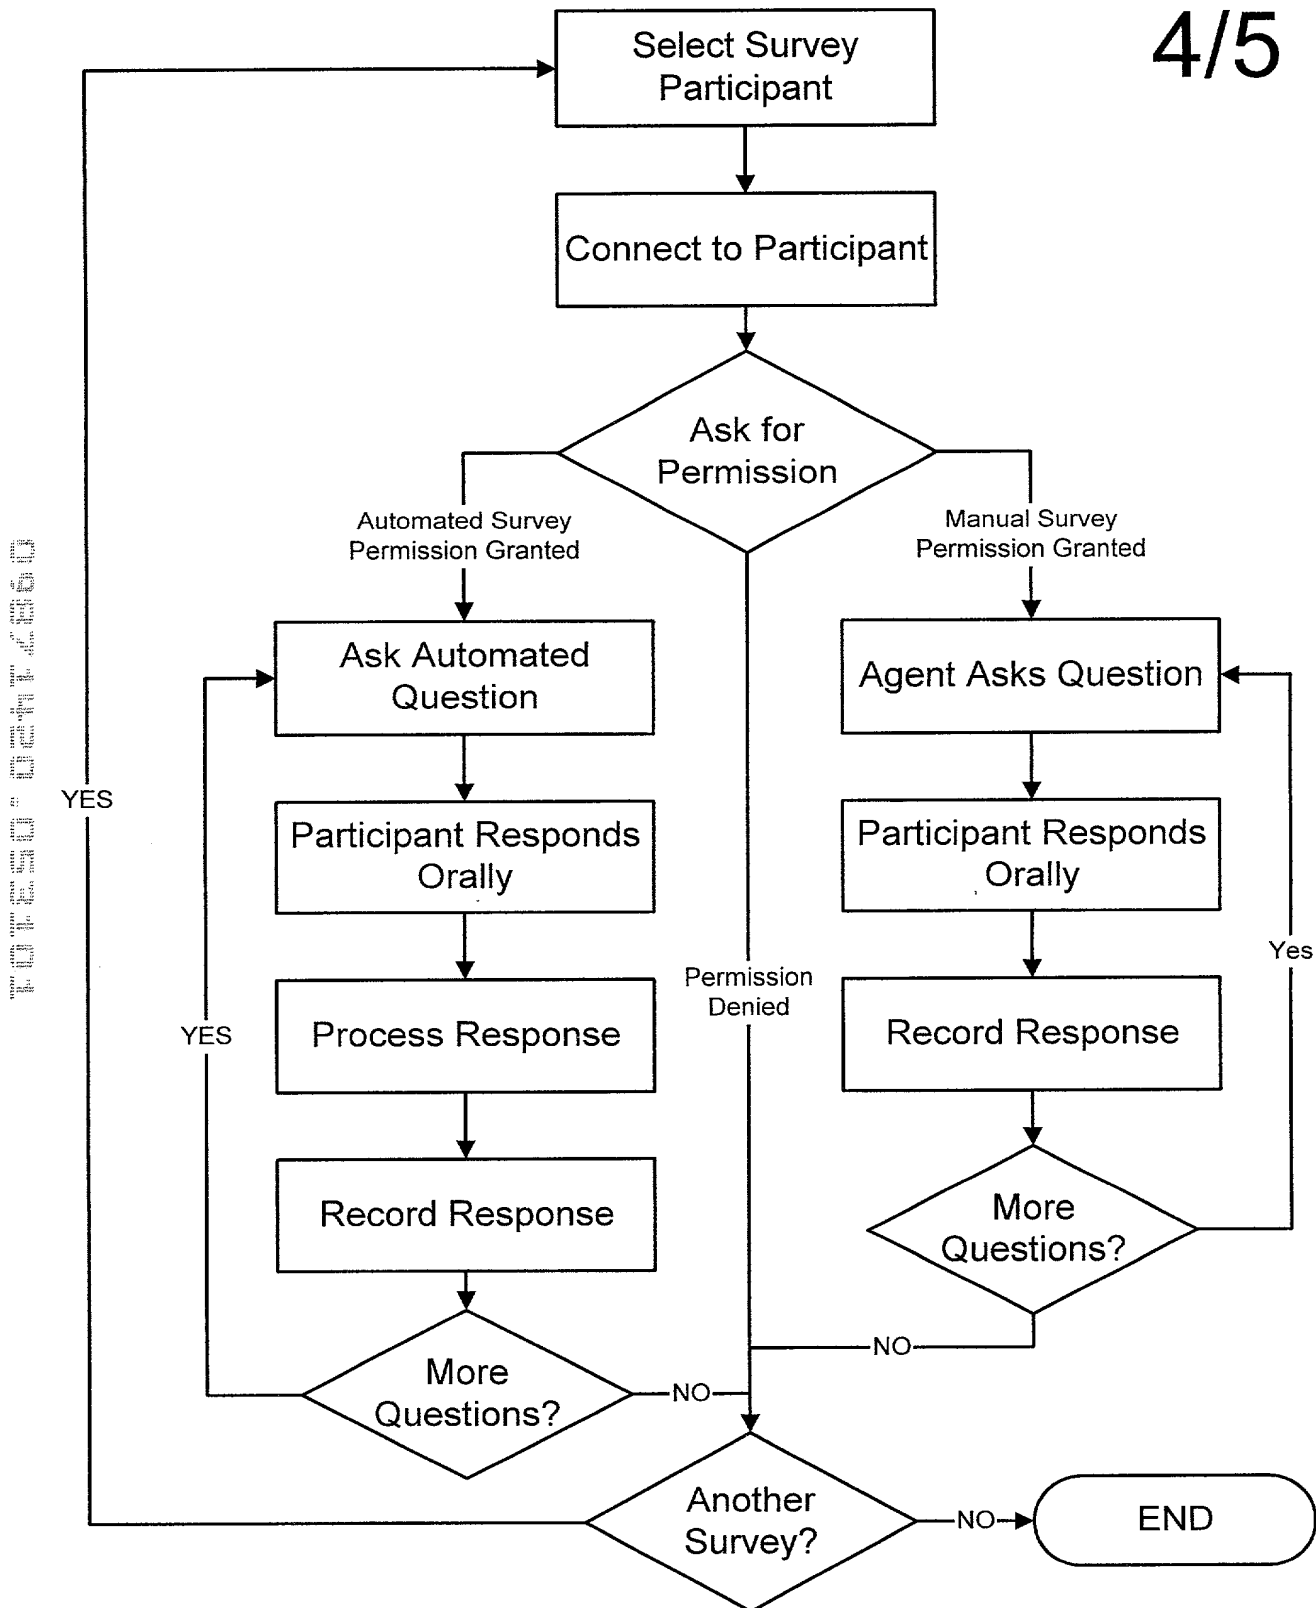 4/5
Select Survey
Participant
Connect to Participant
Ask for
Permission
Automated Survey
Permission Granted
Manual Survey
Permission Granted
Ask Automated
Question
Agent Asks Question
YES
Participant Responds
Orally
Participant Responds
Orally
Yes
Permission
Denied
YES
Process Response
Record Response
Record Response
More
Questions?
NO
More
Questions?
NO
Another
Survey?
NO
END